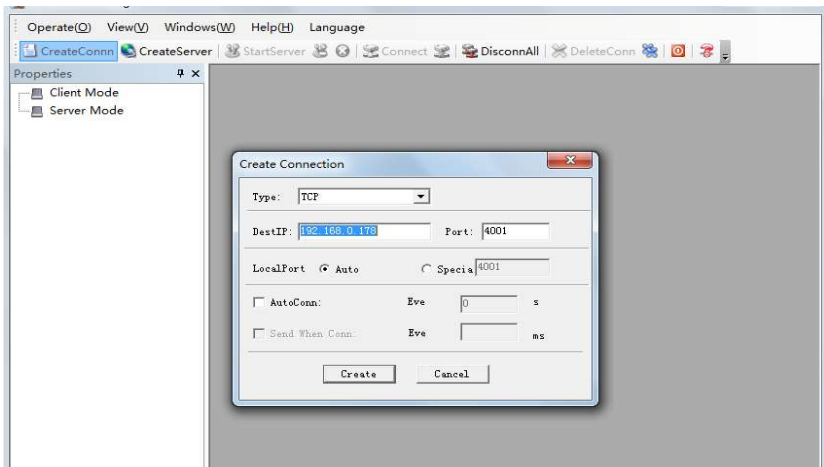 Operate(O) View(V) Windows(W) Help(H) Language
CreateConnn CreateServer StartServer Connect DisconnAll DeleteConn
Properties
Client Mode
Server Mode
Create Connection
Type: TCP
DestIP: 192.168.0.178 Port: 4001
LocalPort Auto Specia 4001
AutoConn: Eve 0 s
Send When Conn: Eve ms
Create Cancel